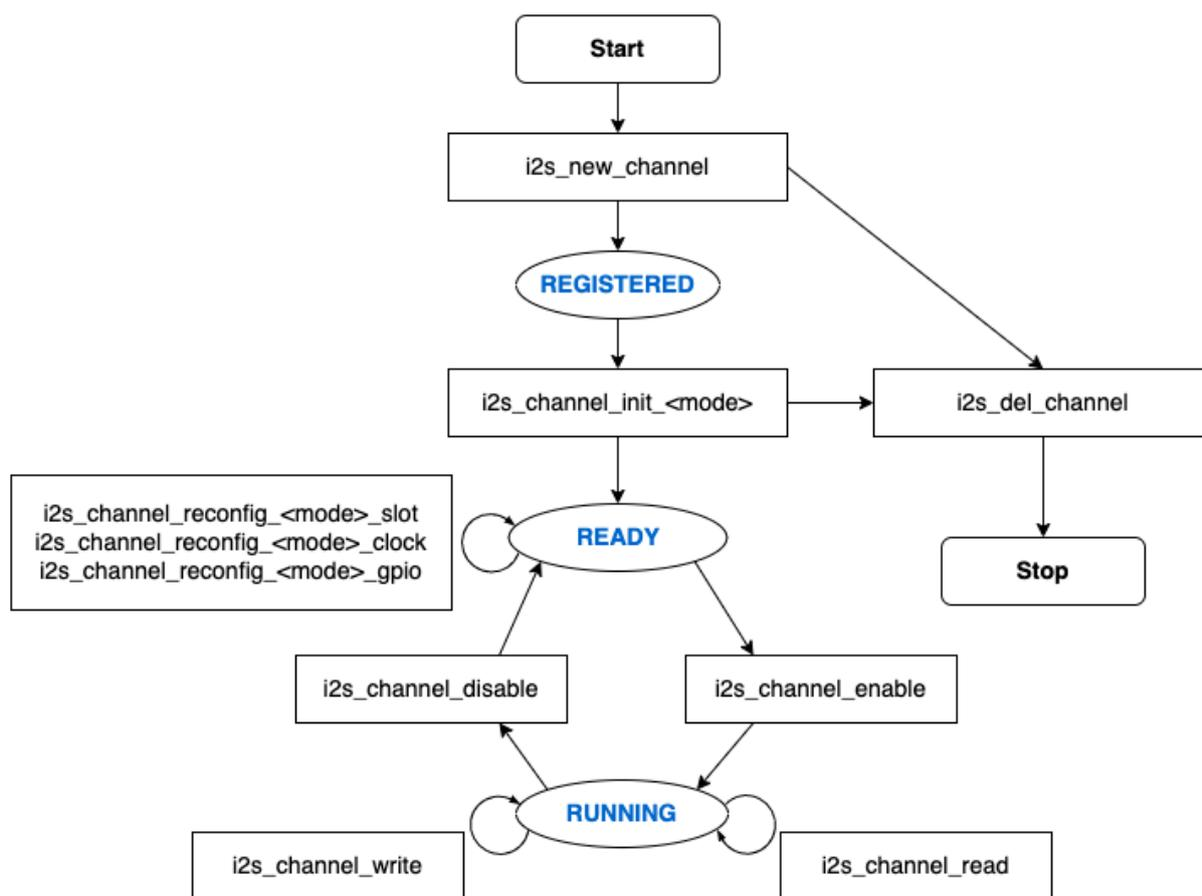 Start
i2s_new_channel
REGISTERED
i2s_channel_init_<mode>
i2s_del_channel
i2s_channel_reconfig_<mode>_slot
i2s_channel_reconfig_<mode>_clock
i2s_channel_reconfig_<mode>_gpio
READY
Stop
i2s_channel_disable
i2s_channel_enable
RUNNING
i2s_channel_write
i2s_channel_read